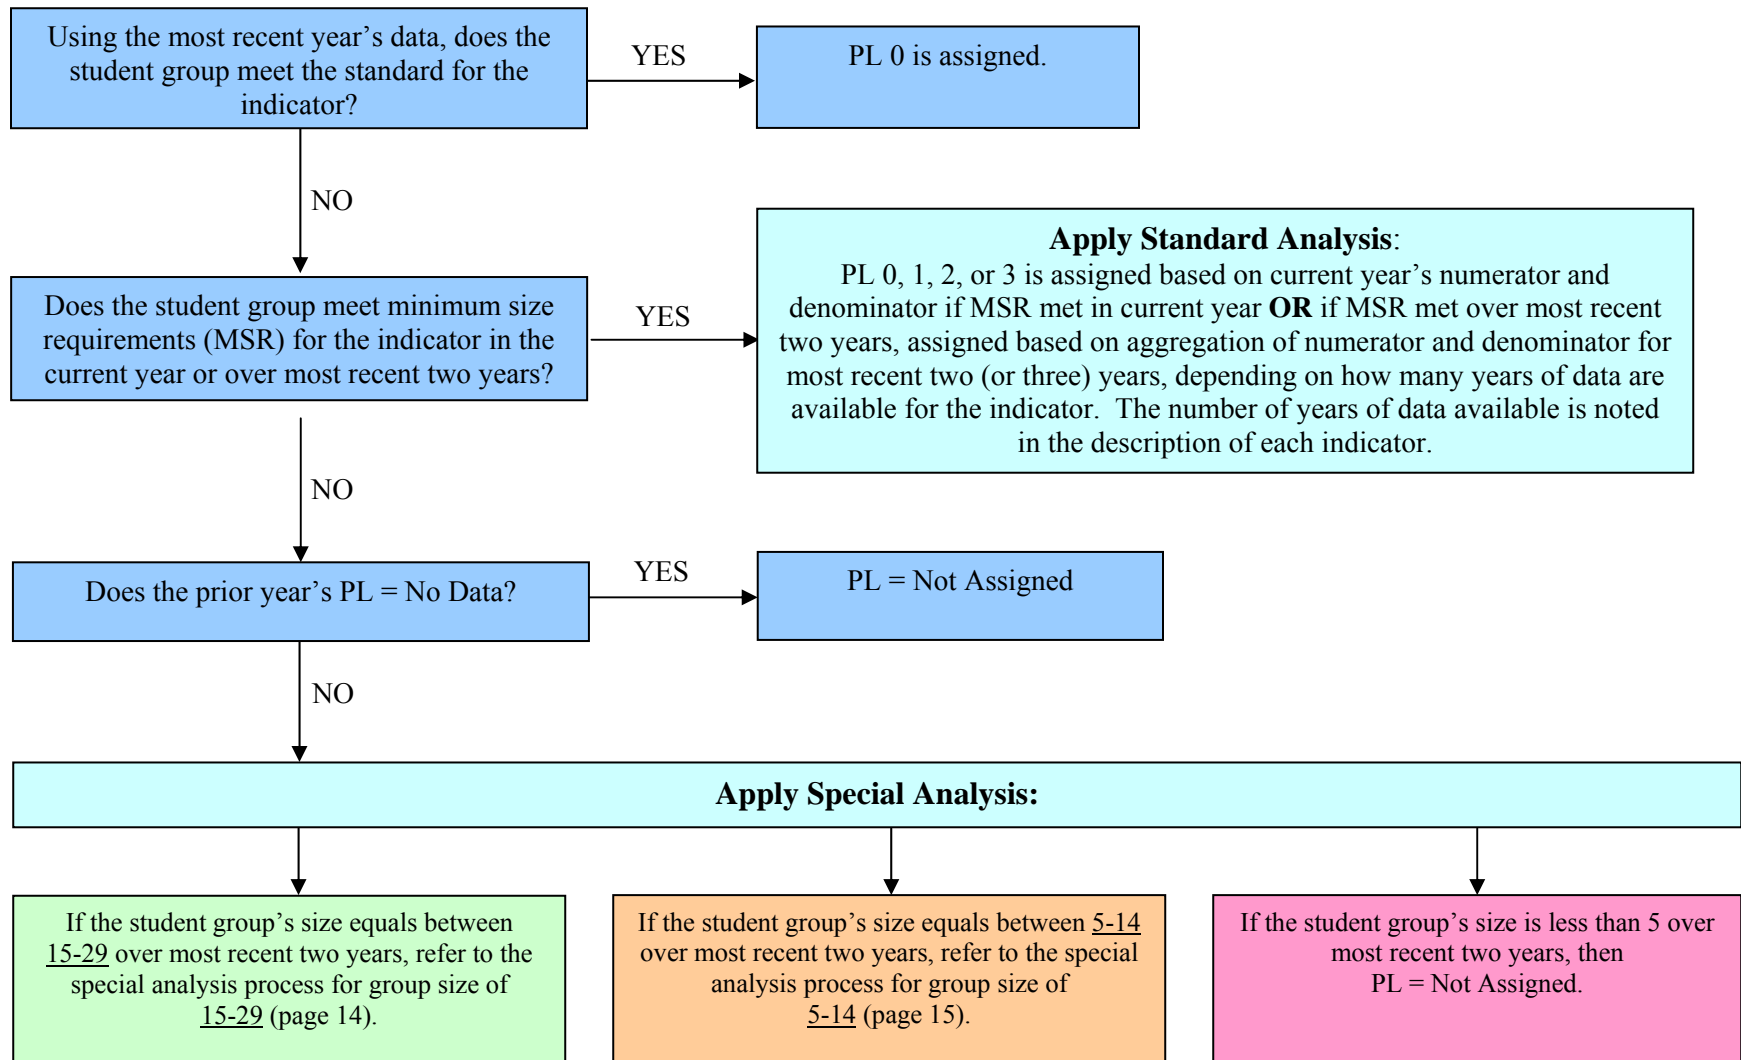 Using the most recent year’s data, does the
student group meet the standard for the
indicator?
YES
PL 0 is assigned.
NO
Does the student group meet minimum size
requirements (MSR) for the indicator in the
current year or over most recent two years?
YES
Apply Standard Analysis:
PL 0, 1, 2, or 3 is assigned based on current year’s numerator and
denominator if MSR met in current year OR if MSR met over most recent
two years, assigned based on aggregation of numerator and denominator for
most recent two (or three) years, depending on how many years of data are
available for the indicator.  The number of years of data available is noted
in the description of each indicator.
NO
Does the prior year’s PL = No Data?
YES
PL = Not Assigned
NO
Apply Special Analysis:
If the student group’s size equals between
15-29 over most recent two years, refer to the
special analysis process for group size of
15-29 (page 14).
If the student group’s size equals between 5-14
over most recent two years, refer to the special
analysis process for group size of
5-14 (page 15).
If the student group’s size is less than 5 over
most recent two years, then
PL = Not Assigned.